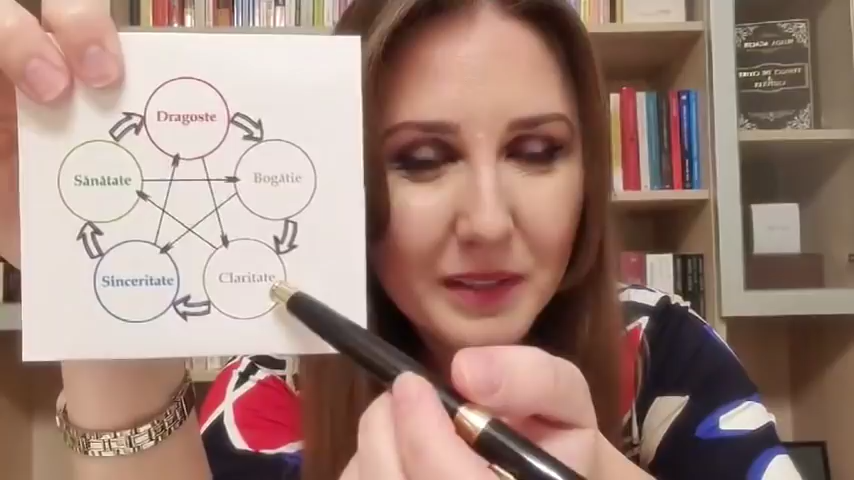 Dragoste
Sănătate
Bogăție
Sinceritate
Claritate